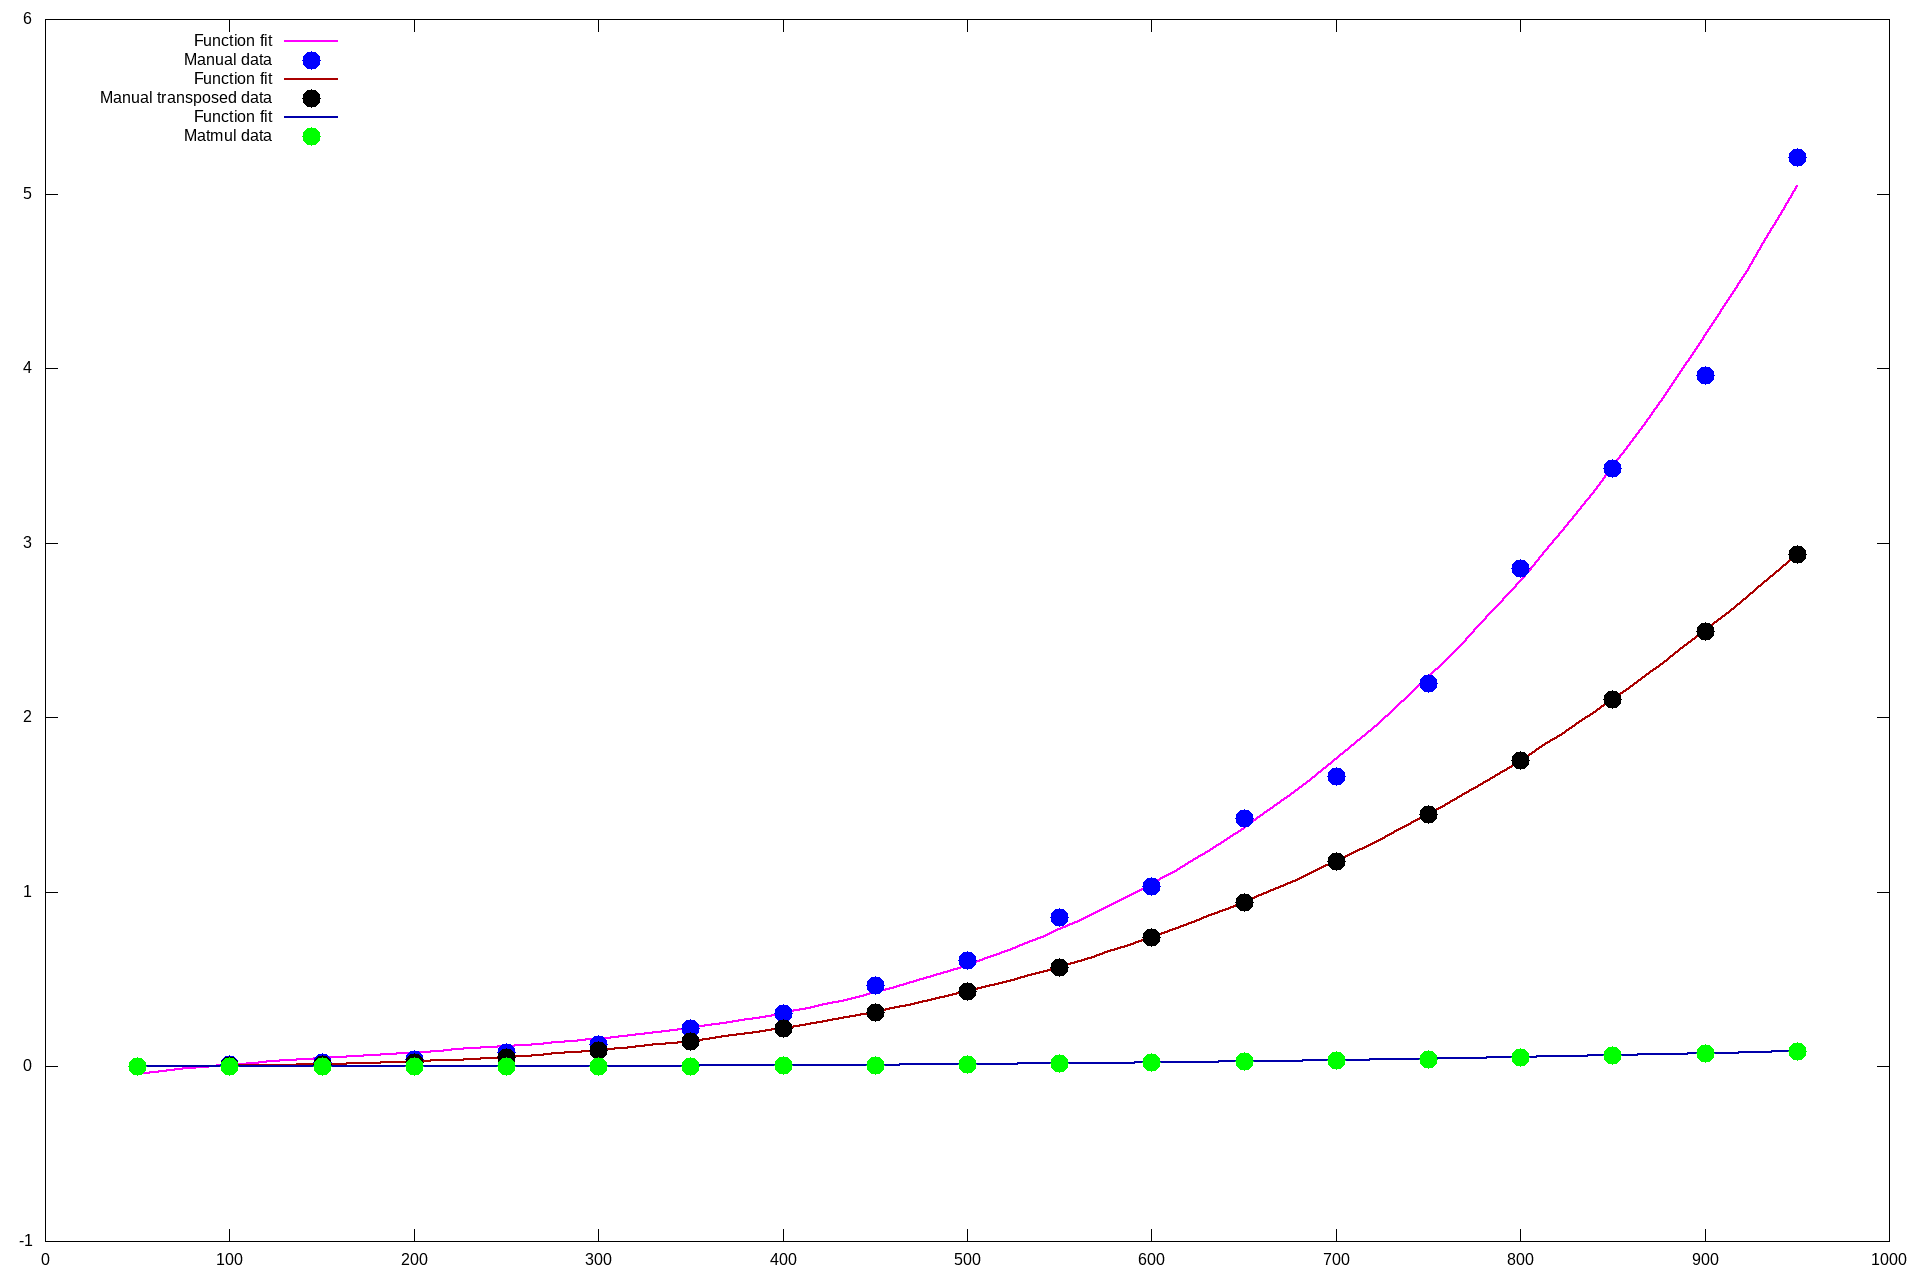 Function fit
Manual data
Function fit
Manual transposed data
Function fit
Matmul data
6
5
4
3
2
1
0
-1
0 100 200 300 400 500 600 700 800 900 1000